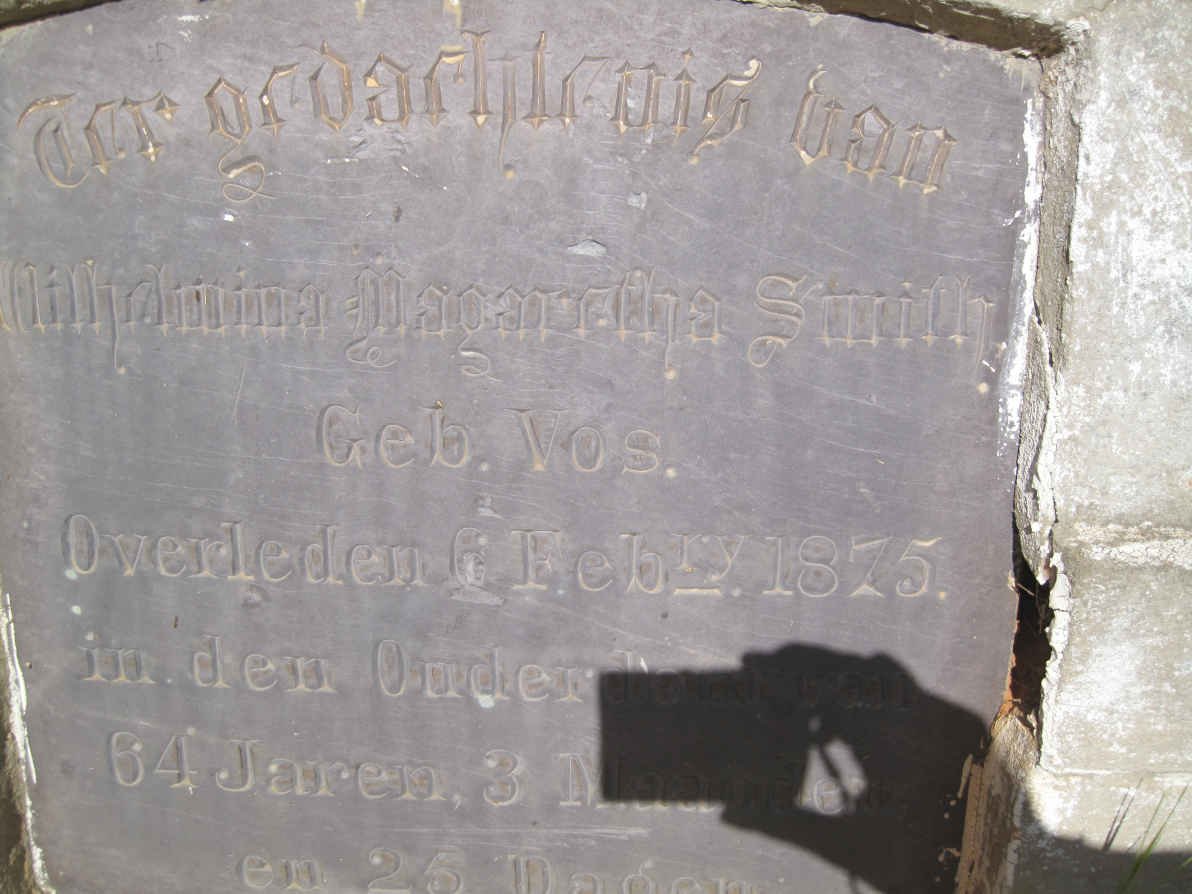 Ter gedachtenis van
Wilhelmina Magaretha Smith.
Geb. Vos.
Overleden 6 Febry. 1875.
in den Ouderdom van
64 Jaren, 3 Maanden
en 25 Dagen